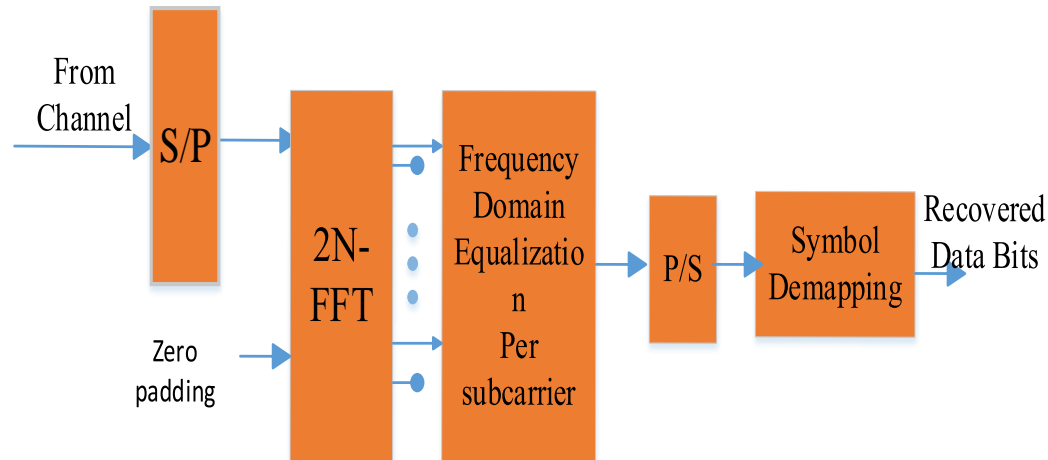 From
Channel
S/P
2N-
FFT
Zero
padding
Frequency
Domain
Equalizatio
n
Per
subcarrier
P/S
Symbol
Demapping
Recovered
Data Bits